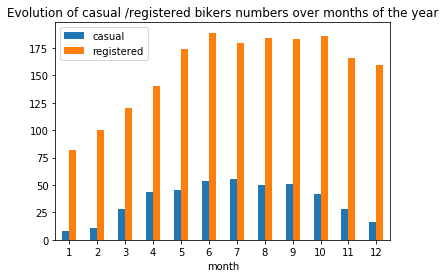 Evolution of casual /registered bikers numbers over months of the year
casual
registered
175
150
125
100
75
50
25
0
1 2 3 4 5 6 7 8 9 10 11 12
month